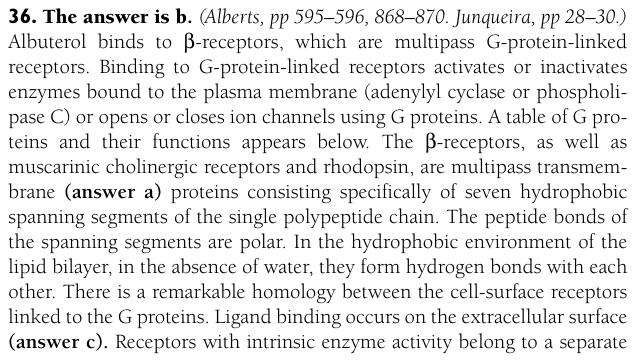 36. The answer is b. (Alberts, pp 595–596, 868–870. Junqueira, pp 28–30.)
Albuterol binds to β-receptors, which are multipass G-protein-linked
receptors. Binding to G-protein-linked receptors activates or inactivates
enzymes bound to the plasma membrane (adenylyl cyclase or phospholi-
pase C) or opens or closes ion channels using G proteins. A table of G pro-
teins and their functions appears below. The β-receptors, as well as
muscarinic cholinergic receptors and rhodopsin, are multipass transmem-
brane (answer a) proteins consisting specifically of seven hydrophobic
spanning segments of the single polypeptide chain. The peptide bonds of
the spanning segments are polar. In the hydrophobic environment of the
lipid bilayer, in the absence of water, they form hydrogen bonds with each
other. There is a remarkable homology between the cell-surface receptors
linked to the G proteins. Ligand binding occurs on the extracellular surface
(answer c). Receptors with intrinsic enzyme activity belong to a separate